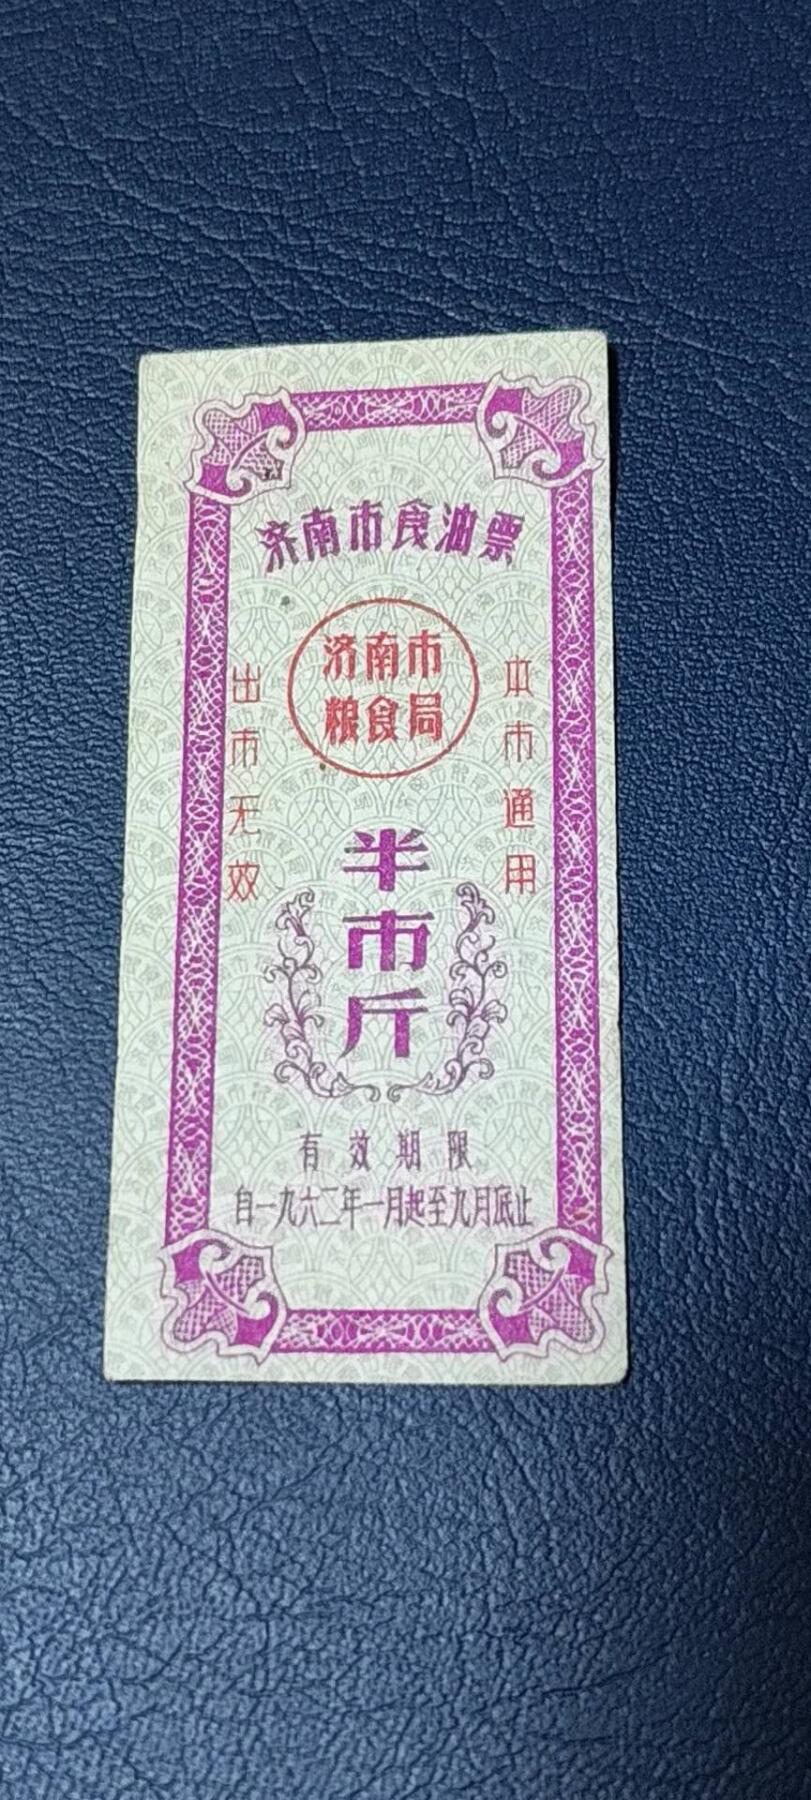 济南市食油票
济南市
粮食局
本市通用
出市无效
半市斤
有效期限
自一九六二年一月起至九月底止